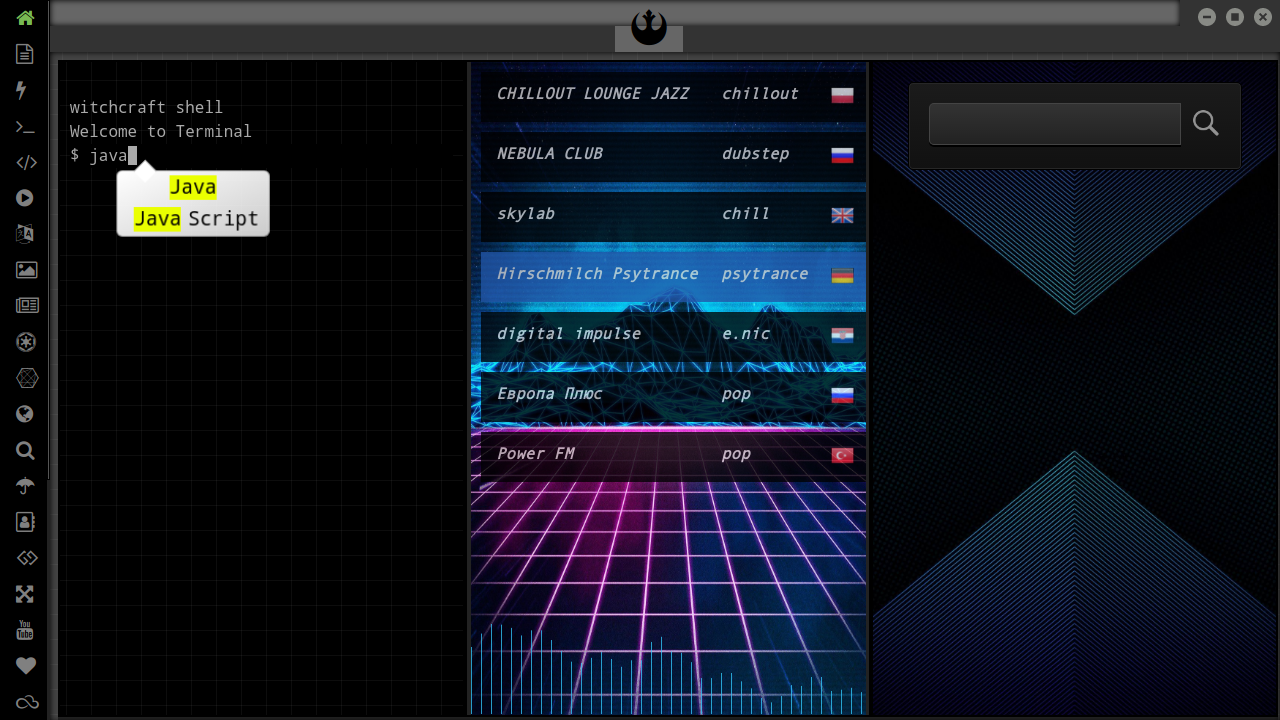 witchcraft shell
Welcome to Terminal
$ java
Java
Java Script
CHILLOUT LOUNGE JAZZ chillout
NEBULA CLUB dubstep
skylab chill
Hirschmilch Psytrance psytrance
digital impulse e.nic
Европа Плюс pop
Power FM pop
You
Tube